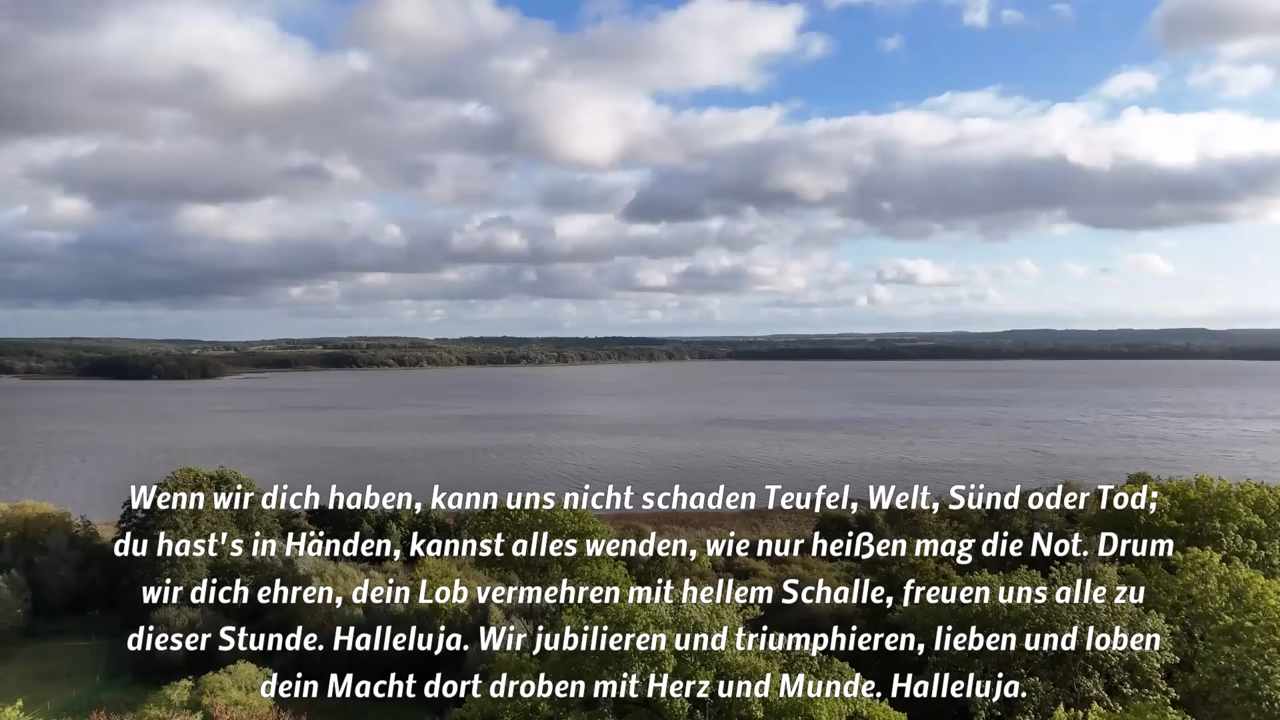 Wenn wir dich haben, kann uns nicht schaden Teufel, Welt, Sünd oder Tod;
du hast's in Händen, kannst alles wenden, wie nur heißen mag die Not. Drum
wir dich ehren, dein Lob vermehren mit hellem Schalle, freuen uns alle zu
dieser Stunde. Halleluja. Wir jubilieren und triumphieren, lieben und loben
dein Macht dort droben mit Herz und Munde. Halleluja.